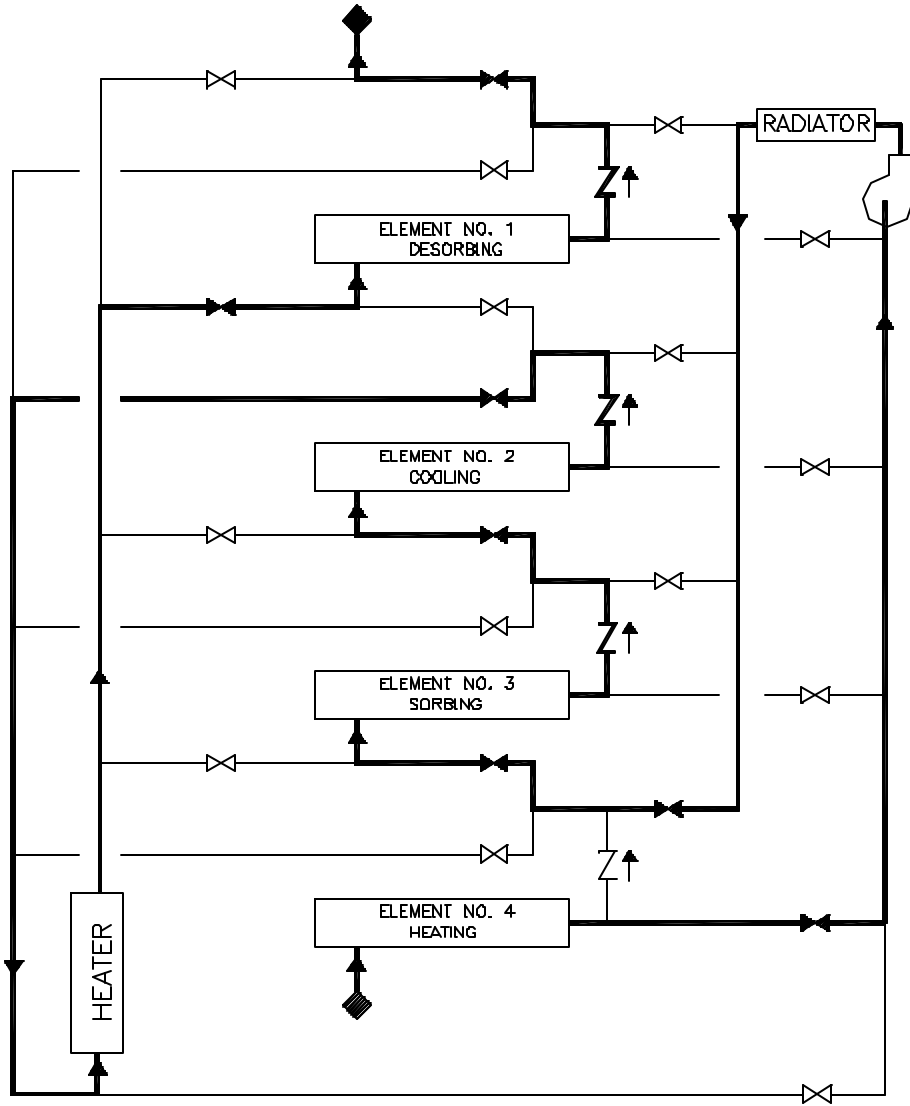 RADIATOR
ELEMENT NO. 1
DESORBING
ELEMENT NO. 2
COOLING
ELEMENT NO. 3
SORBING
ELEMENT NO. 4
HEATING
HEATER